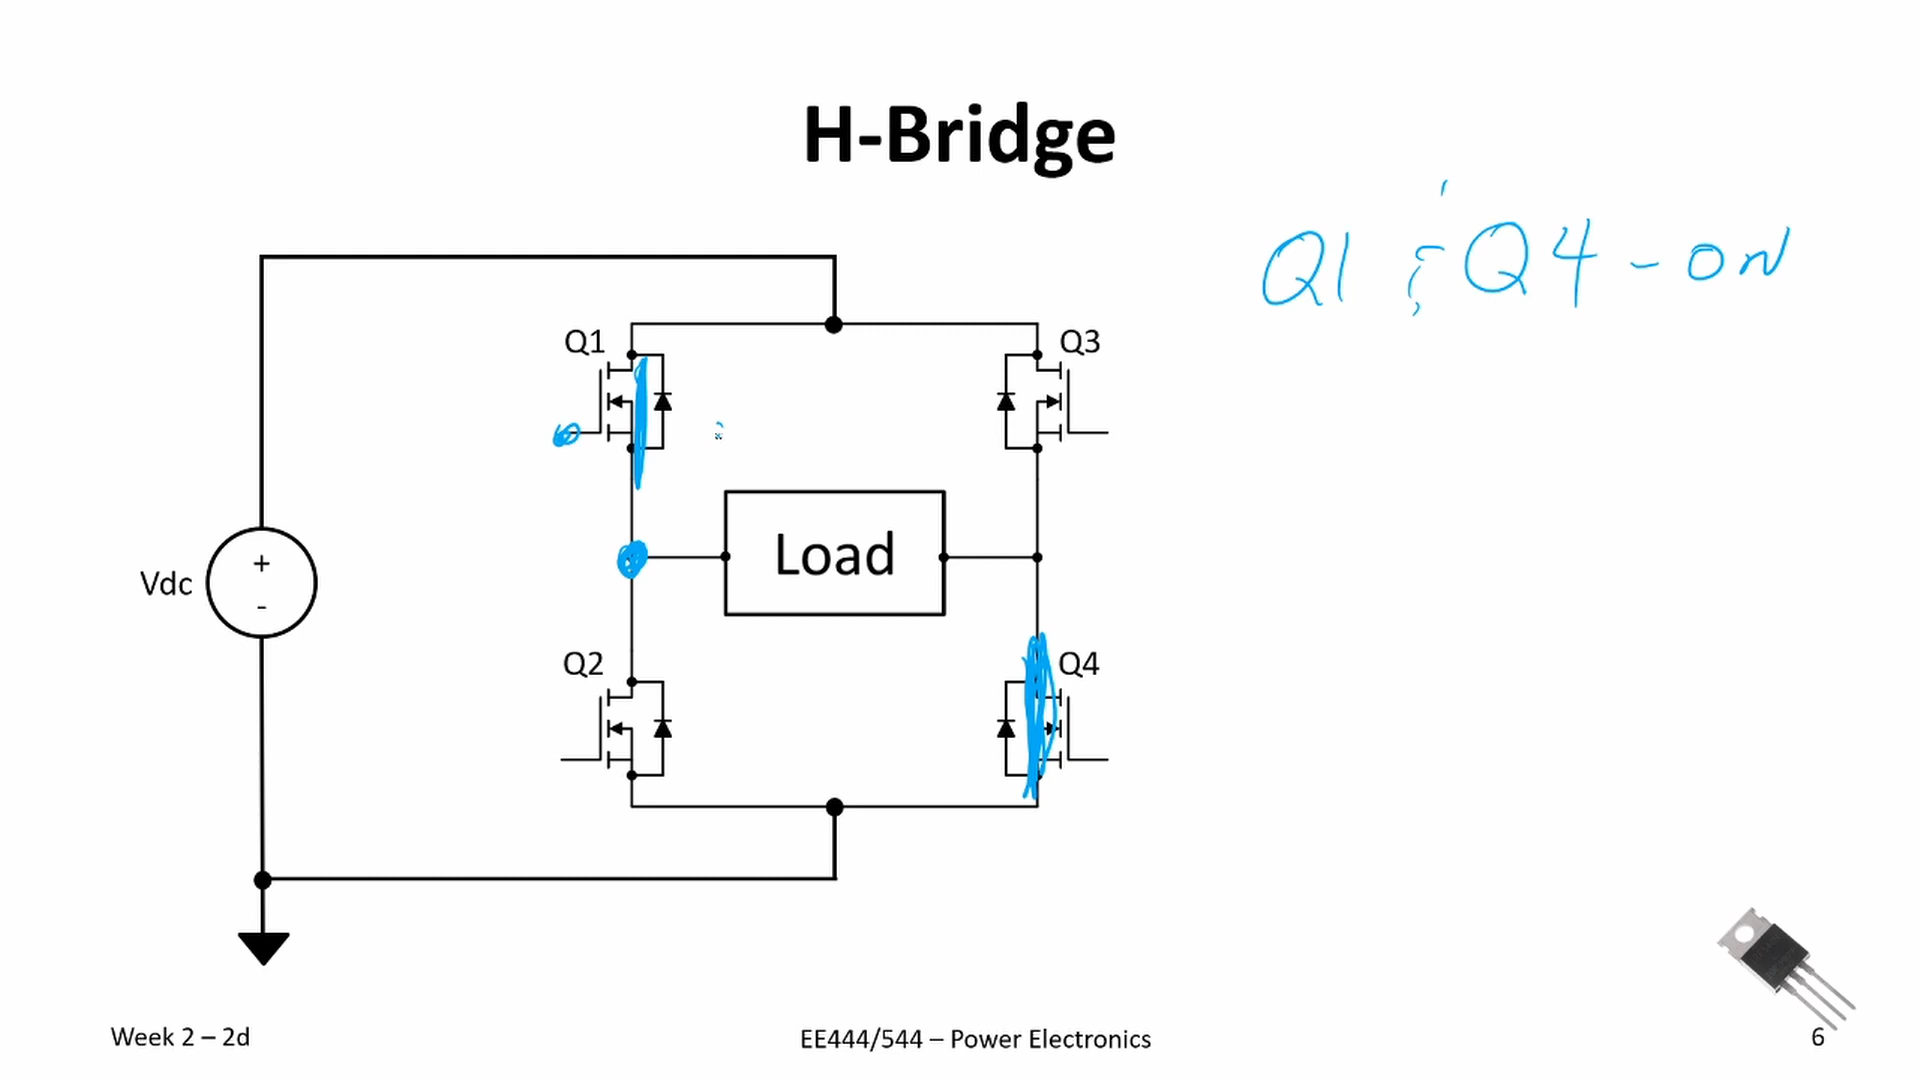 H-Bridge
Q1 & Q4 - ON
Q1
Q3
Vdc
+
-
Load
Q2
Q4
Week 2 – 2d
EE444/544 – Power Electronics
6